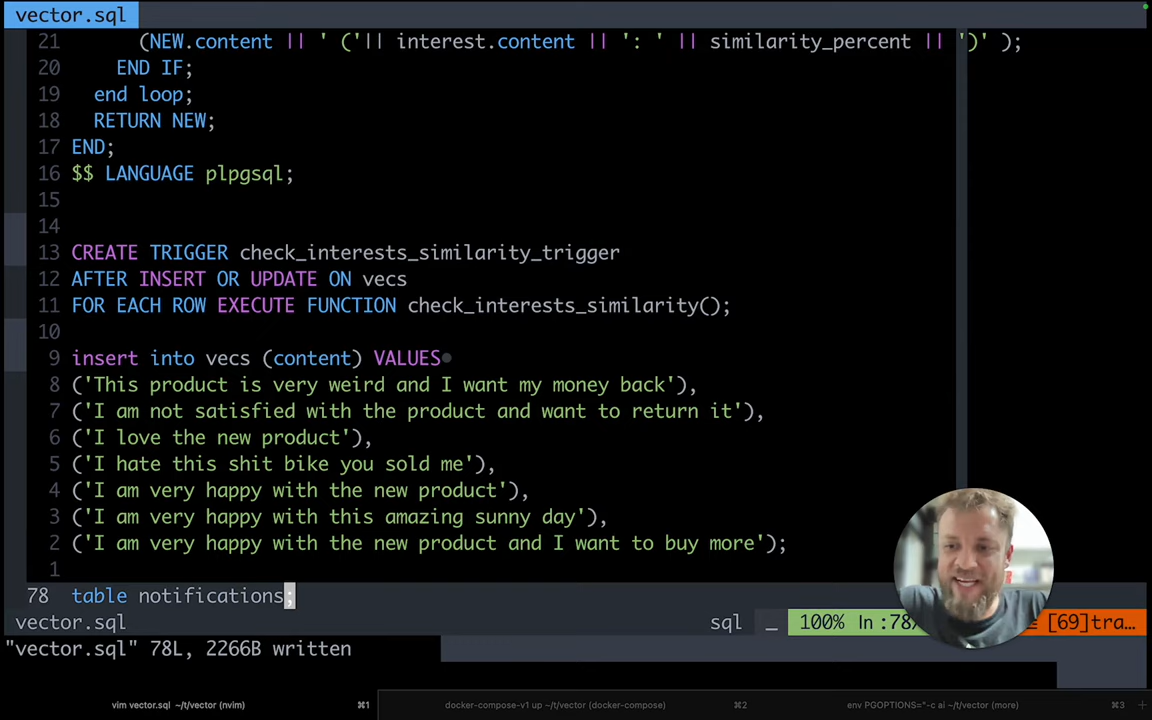 vector.sql
21 (NEW.content || ' ('|| interest.content || ': ' || similarity_percent || ')' );
20 END IF;
19 end loop;
18 RETURN NEW;
17 END;
16 $$ LANGUAGE plpgsql;
15
14
13 CREATE TRIGGER check_interests_similarity_trigger
12 AFTER INSERT OR UPDATE ON vecs
11 FOR EACH ROW EXECUTE FUNCTION check_interests_similarity();
10
9 insert into vecs (content) VALUES
8 ('This product is very weird and I want my money back'),
7 ('I am not satisfied with the product and want to return it'),
6 ('I love the new product'),
5 ('I hate this shit bike you sold me'),
4 ('I am very happy with the new product'),
3 ('I am very happy with this amazing sunny day'),
2 ('I am very happy with the new product and I want to buy more');
1
78 table notifications;
vector.sql sql _ 100% ln :78/ [69]tra…
"vector.sql" 78L, 2266B written
vim vector.sql ~/t/vector (nvim) ⌘1 docker-compose-v1 up ~/t/vector (docker-compose) ⌘2 env PGOPTIONS="-c ai ~/t/vector (more) ⌘3 +